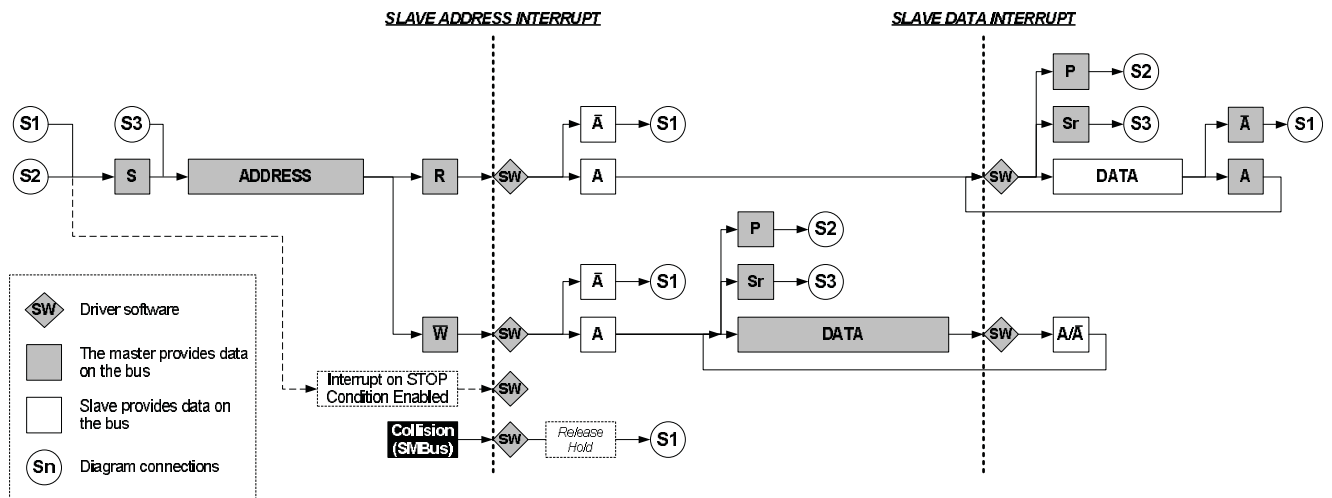 SLAVE ADDRESS INTERRUPT
SLAVE DATA INTERRUPT
P
S2
S1
S3
Ā
S1
Sr
S3
Ā
S1
S2
S
ADDRESS
R
SW
A
SW
DATA
A
P
S2
Ā
S1
Sr
S3
W̅
SW
A
DATA
SW
A/Ā
Interrupt on STOP
Condition Enabled
SW
Collision
(SMBus)
SW
Release
Hold
S1
SW
Driver software
The master provides data
on the bus
Slave provides data on
the bus
Sn
Diagram connections